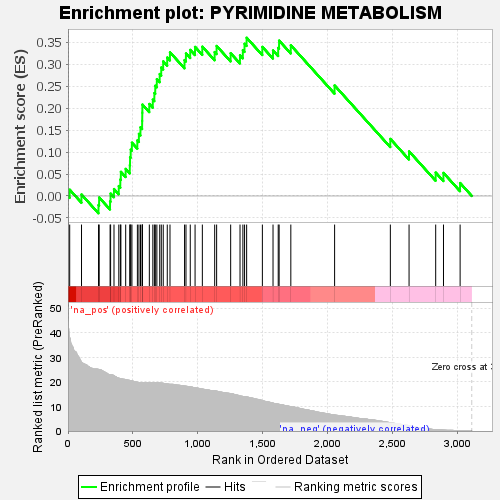 Enrichment plot: PYRIMIDINE METABOLISM
Enrichment score (ES)
0.35
0.30
0.25
0.20
0.15
0.10
0.05
0.00
-0.05
'na_pos' (positively correlated)
Ranked list metric (PreRanked)
50
40
30
20
10
0
Zero cross at 3
'na_neg' (negatively correlated)
0
500
1,000
1,500
2,000
2,500
3,000
Rank in Ordered Dataset
Enrichment profile
Hits
Ranking metric scores